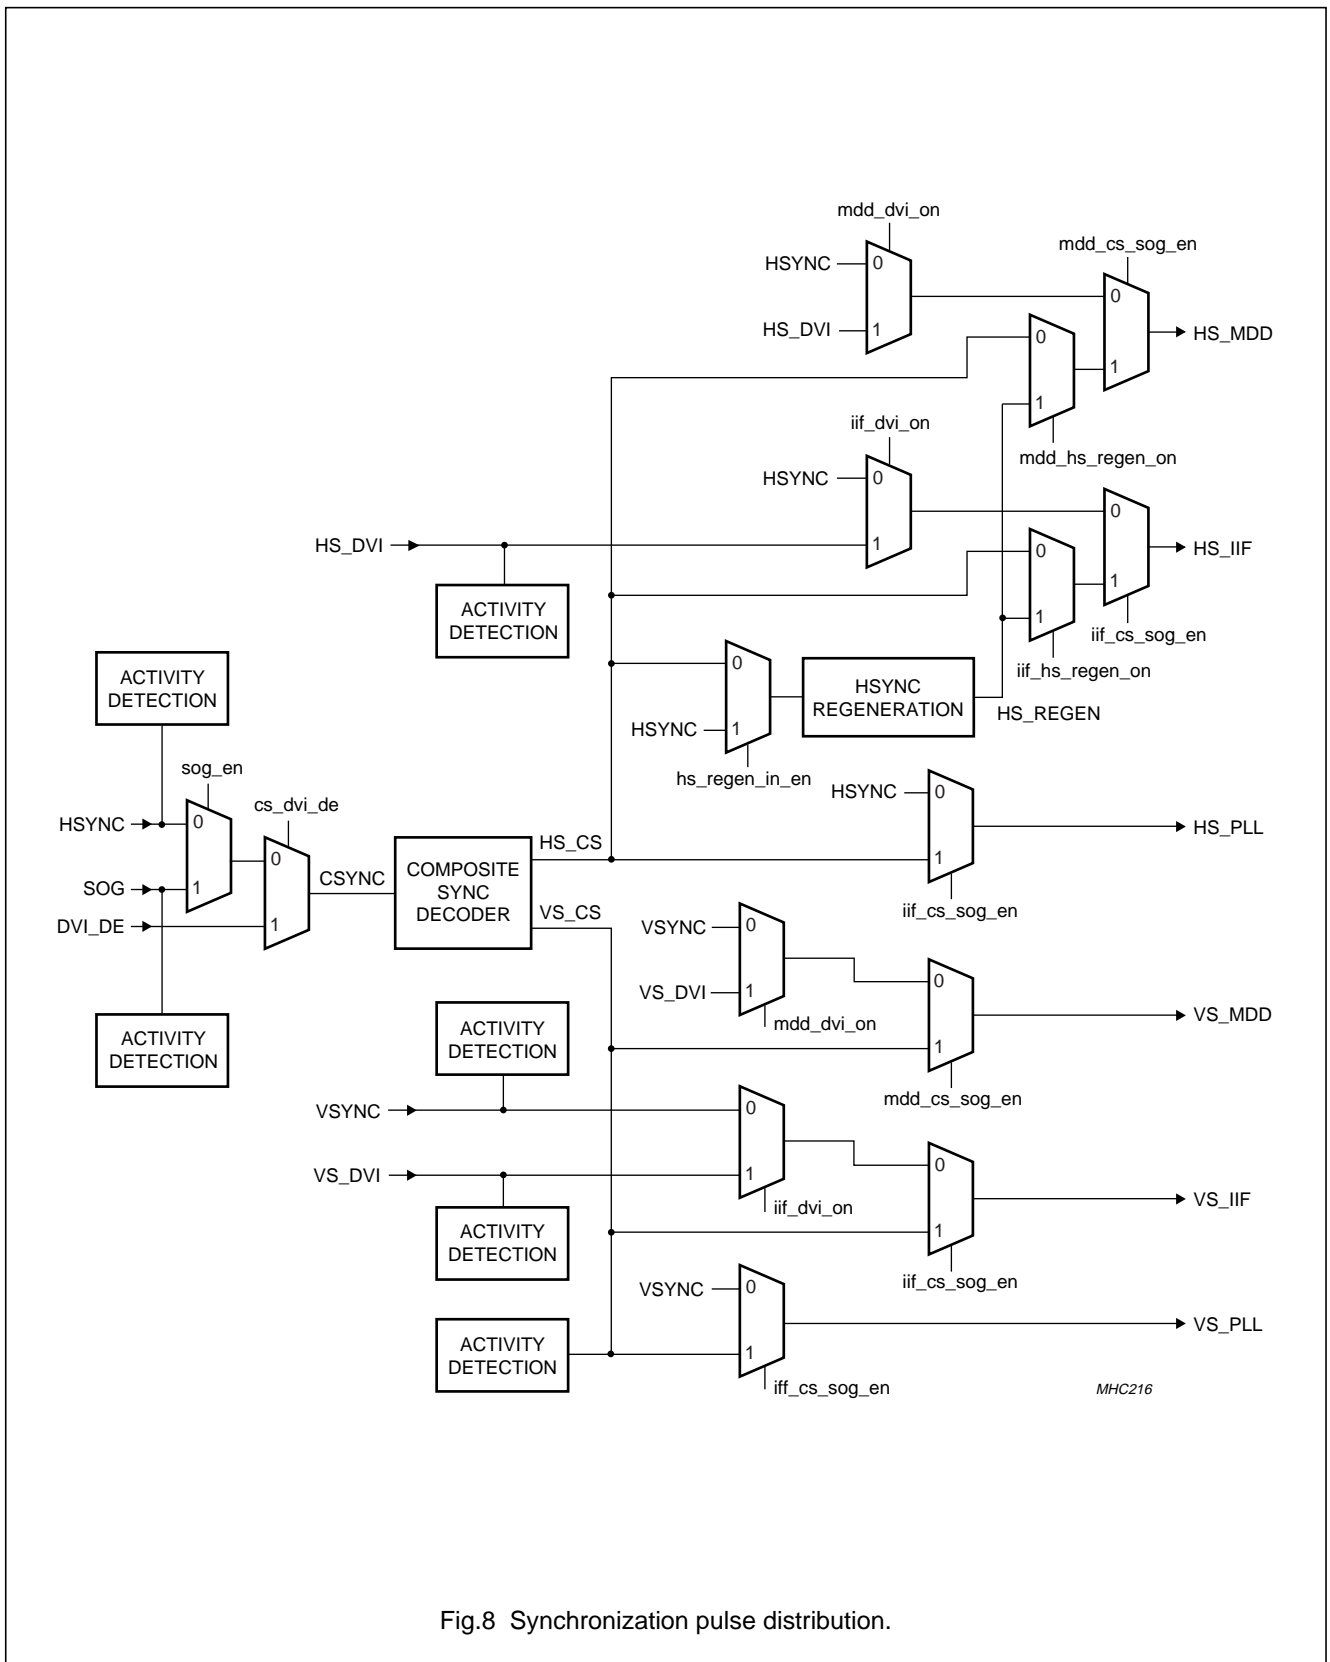 mdd_dvi_on
mdd_cs_sog_en
HSYNC
0
0
HS_DVI
1
0
HS_MDD
1
1
iif_dvi_on
mdd_hs_regen_on
HSYNC
0
0
HS_DVI
1
0
HS_IIF
1
ACTIVITY
DETECTION
1
iif_cs_sog_en
iif_hs_regen_on
ACTIVITY
DETECTION
0
HSYNC
REGENERATION
HS_REGEN
HSYNC
1
hs_regen_in_en
sog_en
cs_dvi_de
HSYNC
0
HSYNC
0
HS_PLL
0
HS_CS
1
COMPOSITE
SYNC
DECODER
CSYNC
SOG
1
VS_CS
iif_cs_sog_en
DVI_DE
1
VSYNC
0
0
VS_DVI
1
VS_MDD
mdd_dvi_on
ACTIVITY
DETECTION
ACTIVITY
DETECTION
1
mdd_cs_sog_en
VSYNC
0
0
VS_DVI
1
VS_IIF
iif_dvi_on
ACTIVITY
DETECTION
1
iif_cs_sog_en
VSYNC
0
VS_PLL
ACTIVITY
DETECTION
1
iff_cs_sog_en
MHC216
Fig.8 Synchronization pulse distribution.